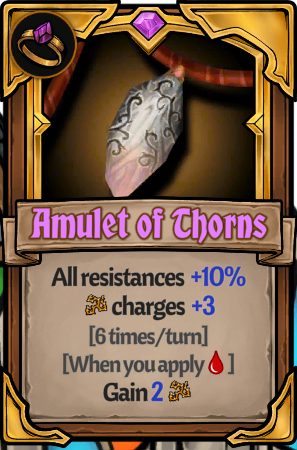 Amulet of Thorns
All resistances +10%
charges +3
[6 times/turn]
[When you apply ]
Gain 2